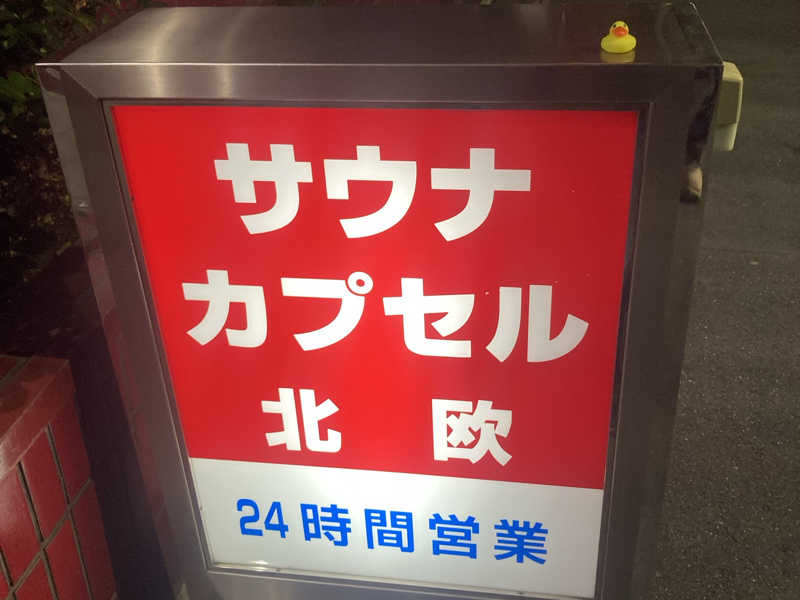 サウナ
カプセル
北欧
24時間営業